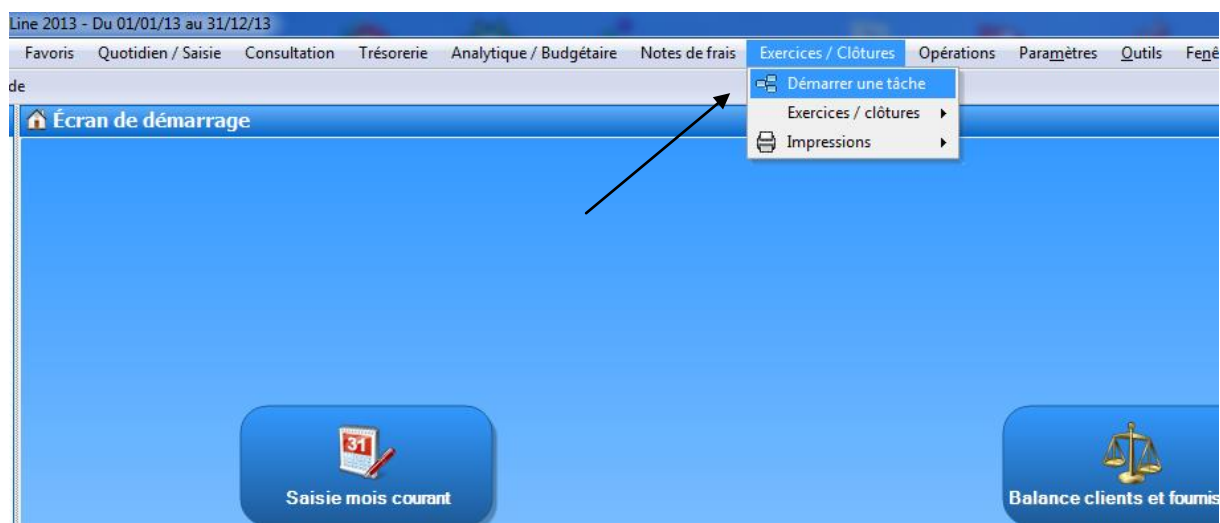 Line 2013 - Du 01/01/13 au 31/12/13
Favoris Quotidien / Saisie Consultation Trésorerie Analytique / Budgétaire Notes de frais Exercices / Clôtures Opérations Paramètres Outils Fenê
de
Démarrer une tâche
Écran de démarrage
Exercices / clôtures
Impressions
31
Saisie mois courant
Balance clients et fournis